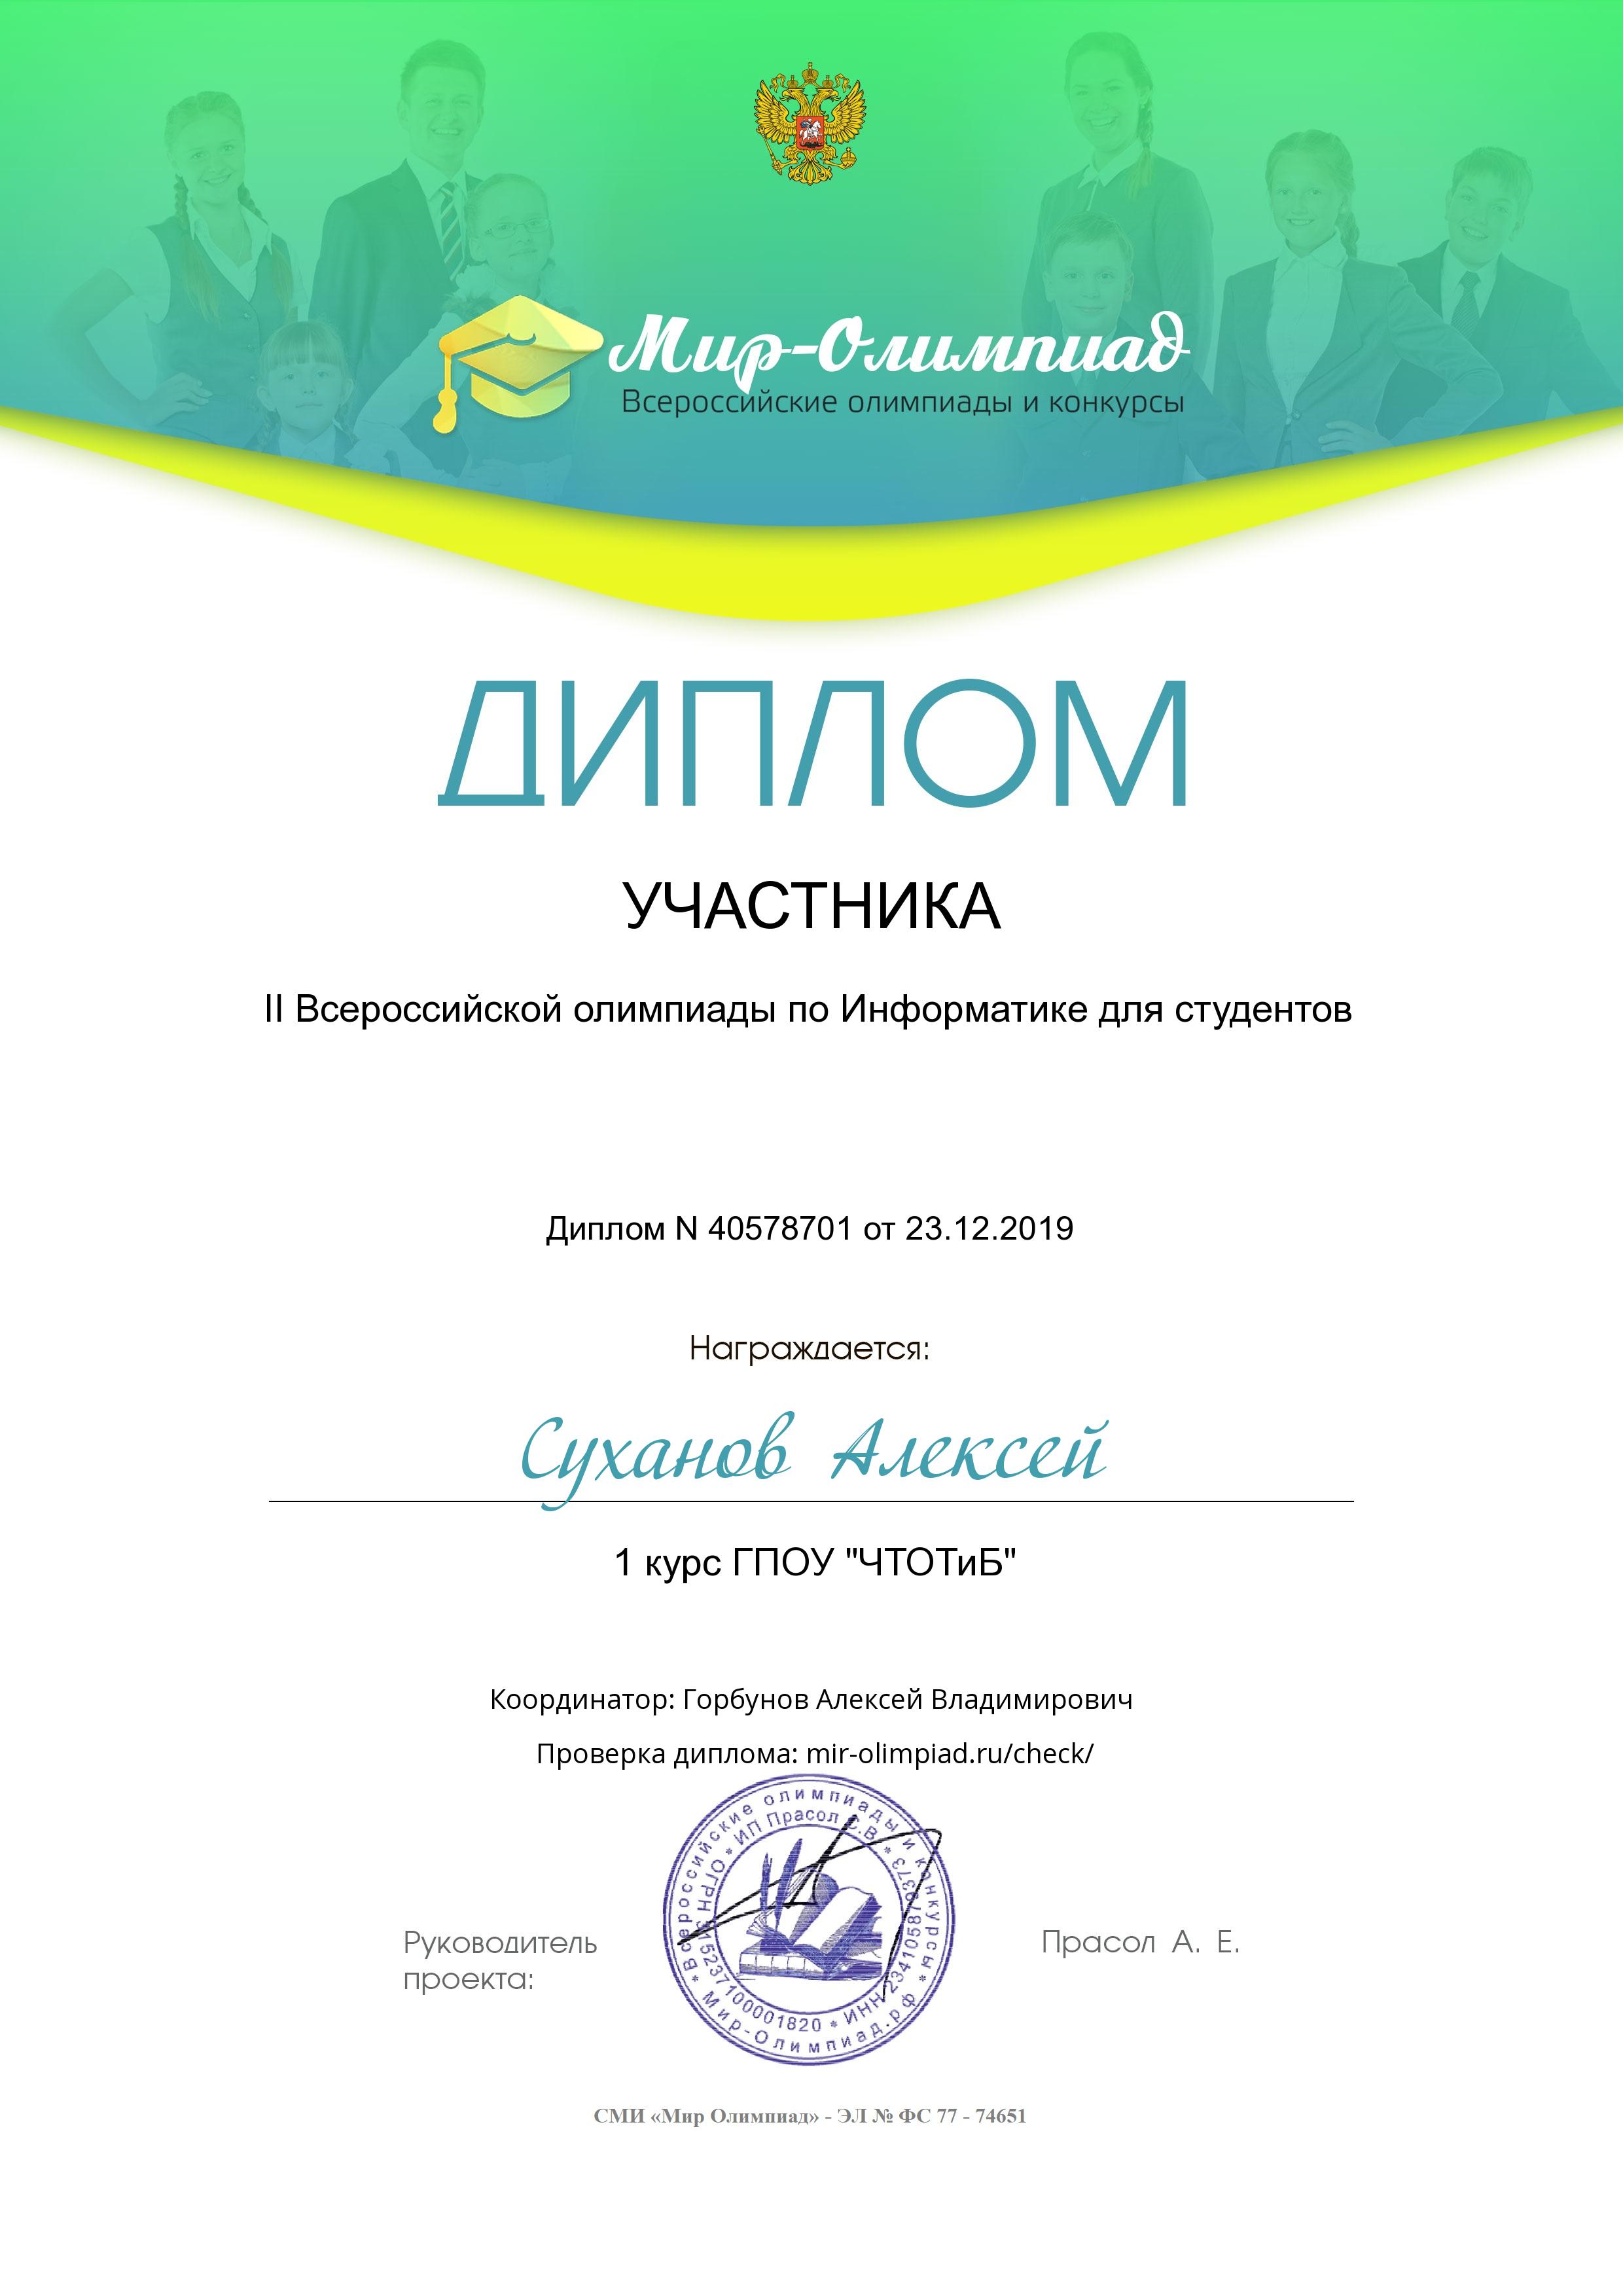 Мир-Олимпиад
Всероссийские олимпиады и конкурсы
ДИПЛОМ
УЧАСТНИКА
II Всероссийской олимпиады по Информатике для студентов
Диплом N 40578701 от 23.12.2019
Награждается:
Суханов Алексей
1 курс ГПОУ "ЧТОТиБ"
Координатор: Горбунов Алексей Владимирович
Проверка диплома: mir-olimpiad.ru/check/
* Всероссийские олимпиады и конкурсы *
Мир-Олимпиад.рф
* ИП Прасол С.В. *
ОГРН 315237100001820 * ИНН 234105876373
Руководитель
проекта:
Прасол А. Е.
СМИ «Мир Олимпиад» - ЭЛ № ФС 77 - 74651